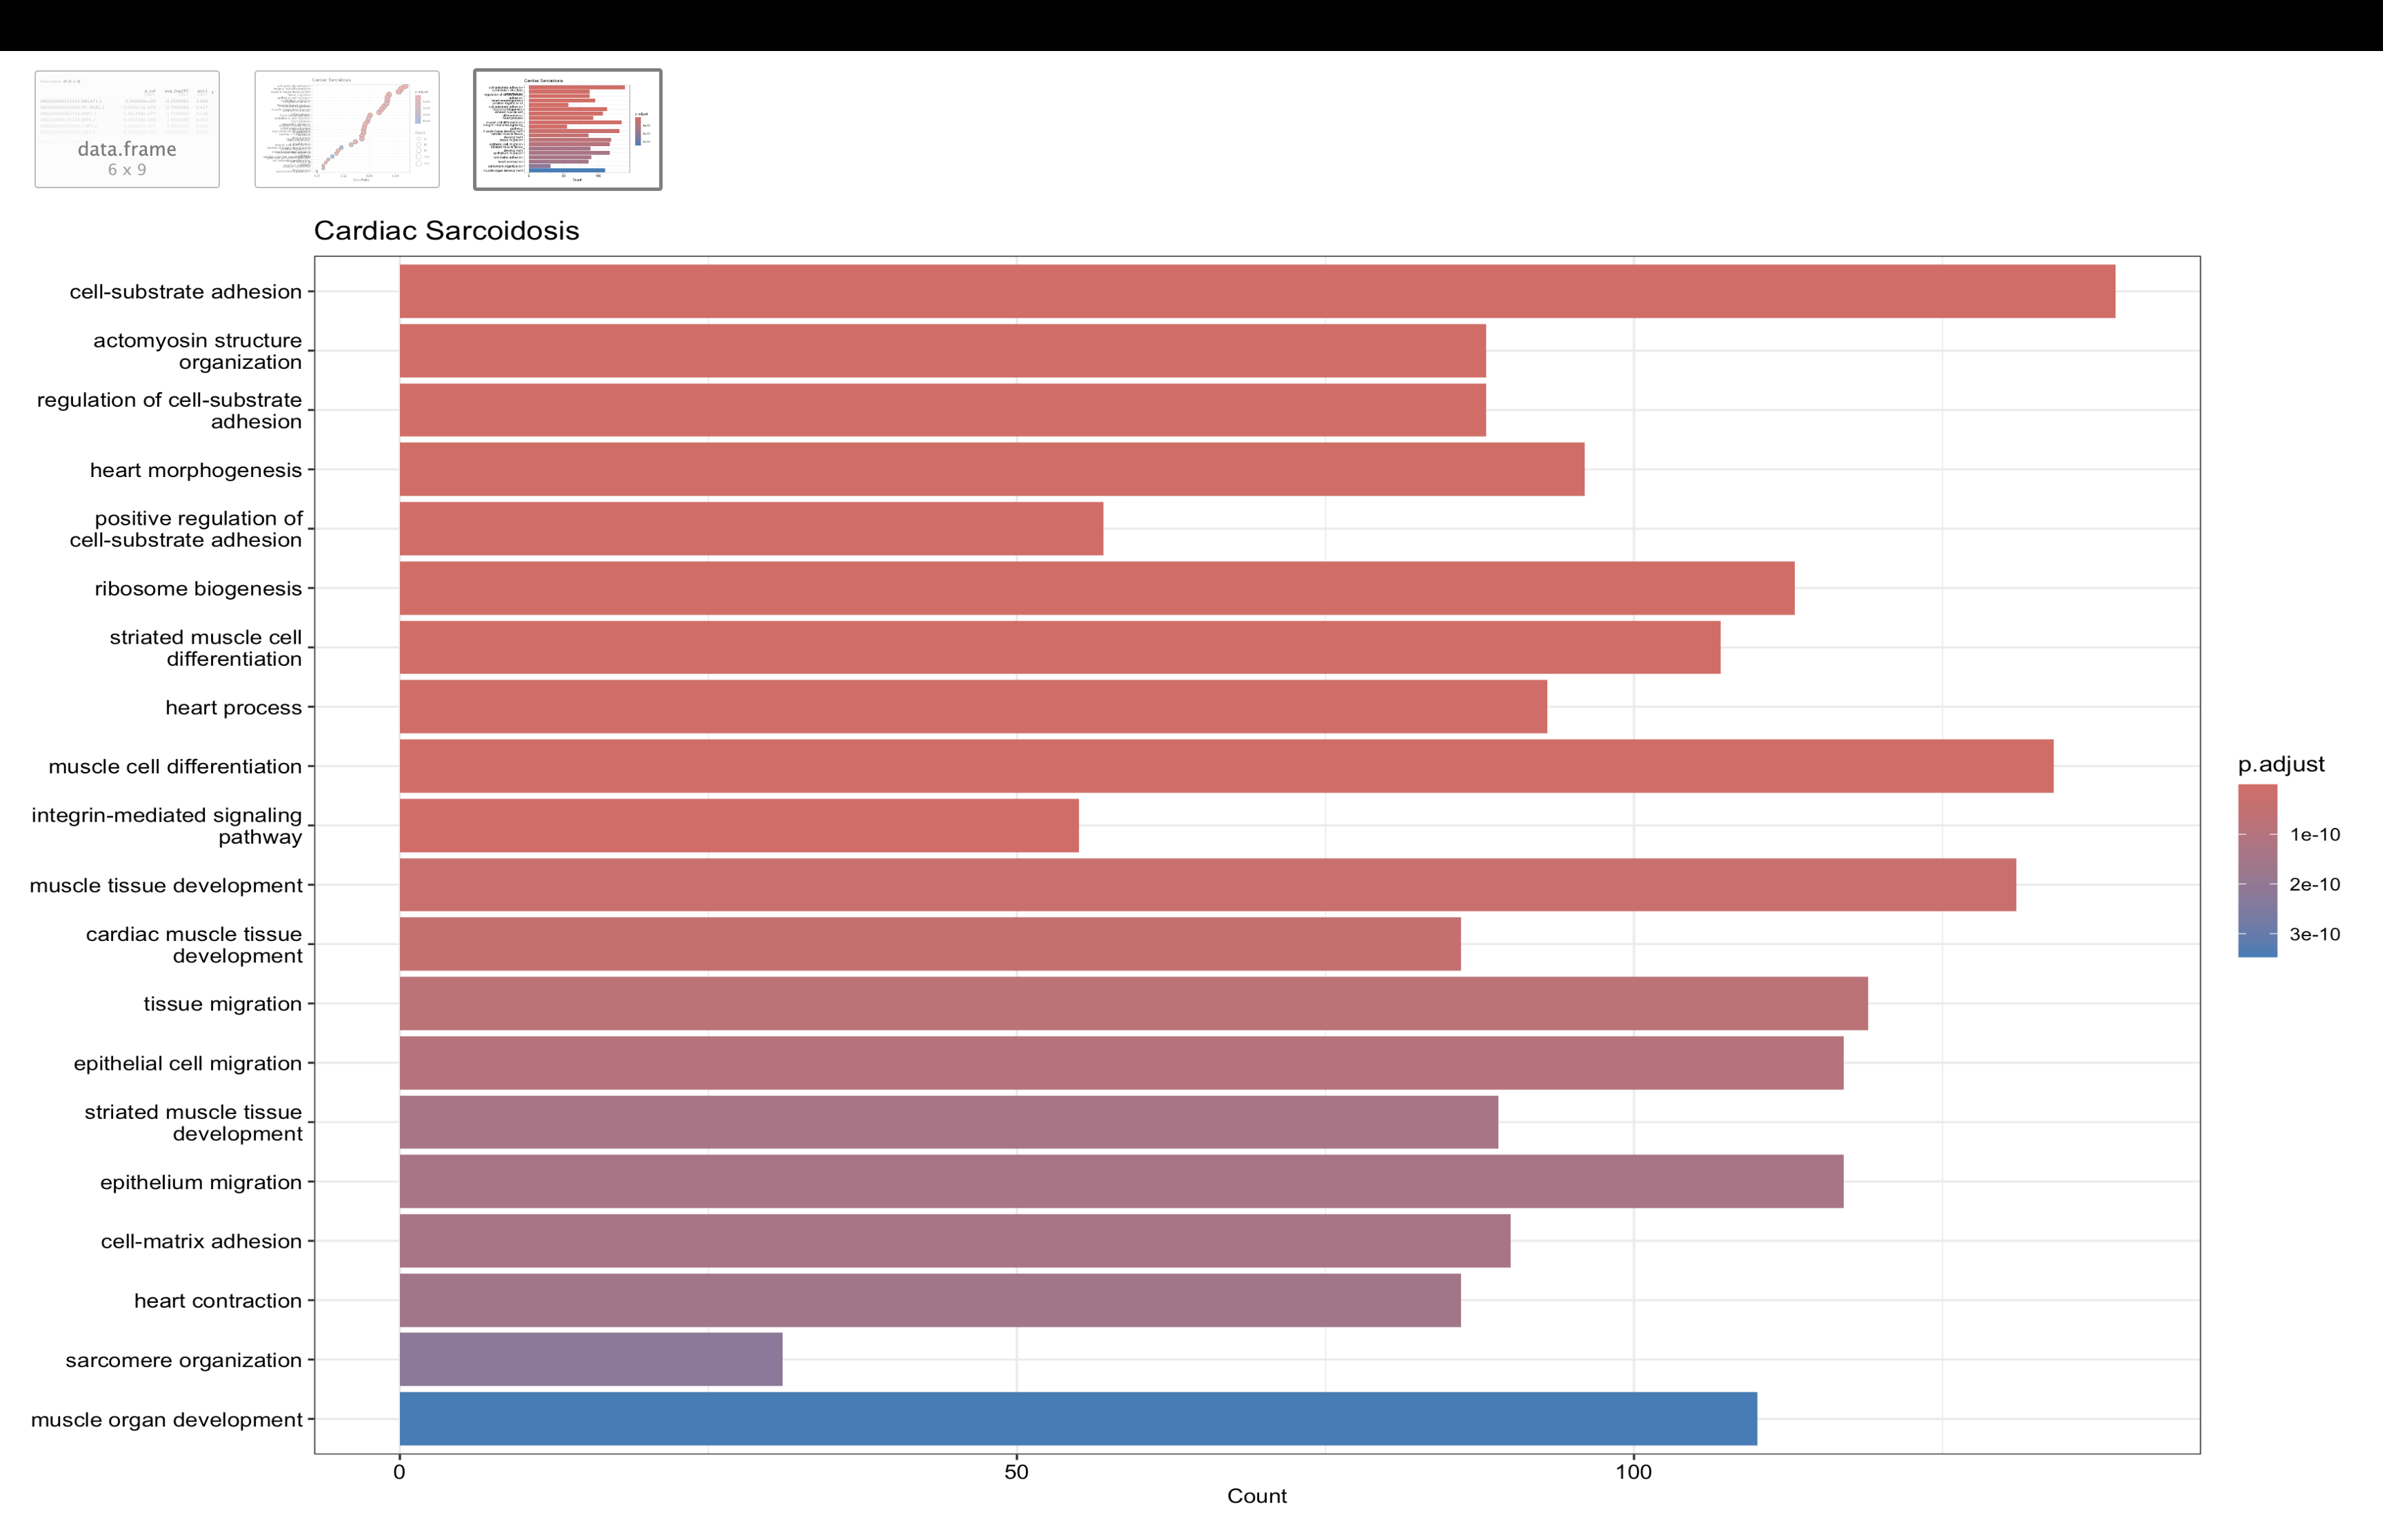 data.frame
6 x 9
Cardiac Sarcoidosis
Cardiac Sarcoidosis
Cardiac Sarcoidosis
cell-substrate adhesion
actomyosin structure
organization
regulation of cell-substrate
adhesion
heart morphogenesis
positive regulation of
cell-substrate adhesion
ribosome biogenesis
striated muscle cell
differentiation
heart process
muscle cell differentiation
integrin-mediated signaling
pathway
muscle tissue development
cardiac muscle tissue
development
tissue migration
epithelial cell migration
striated muscle tissue
development
epithelium migration
cell-matrix adhesion
heart contraction
sarcomere organization
muscle organ development
0
50
100
Count
p.adjust
1e-10
2e-10
3e-10